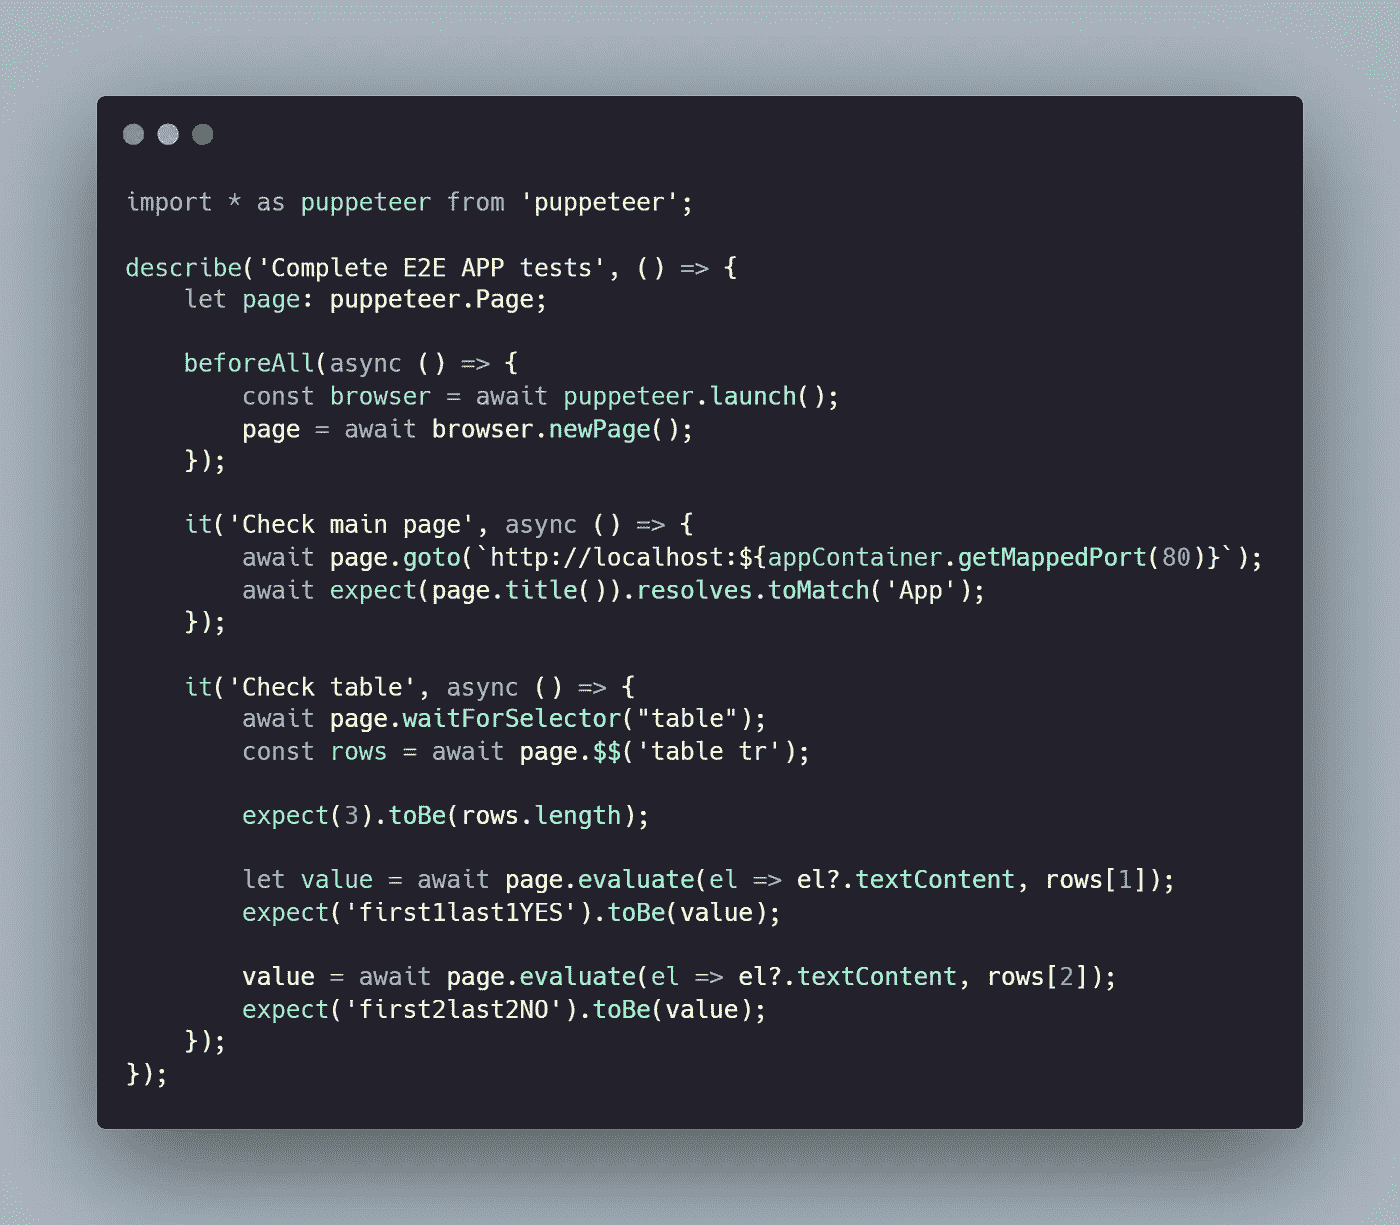 import * as puppeteer from 'puppeteer';
describe('Complete E2E APP tests', () => {
    let page: puppeteer.Page;
    beforeAll(async () => {
        const browser = await puppeteer.launch();
        page = await browser.newPage();
    });
    it('Check main page', async () => {
        await page.goto(`http://localhost:${appContainer.getMappedPort(80)}`);
        await expect(page.title()).resolves.toMatch('App');
    });
    it('Check table', async () => {
        await page.waitForSelector("table");
        const rows = await page.$$('table tr');
        expect(3).toBe(rows.length);
        let value = await page.evaluate(el => el?.textContent, rows[1]);
        expect('first1last1YES').toBe(value);
        value = await page.evaluate(el => el?.textContent, rows[2]);
        expect('first2last2NO').toBe(value);
    });
});